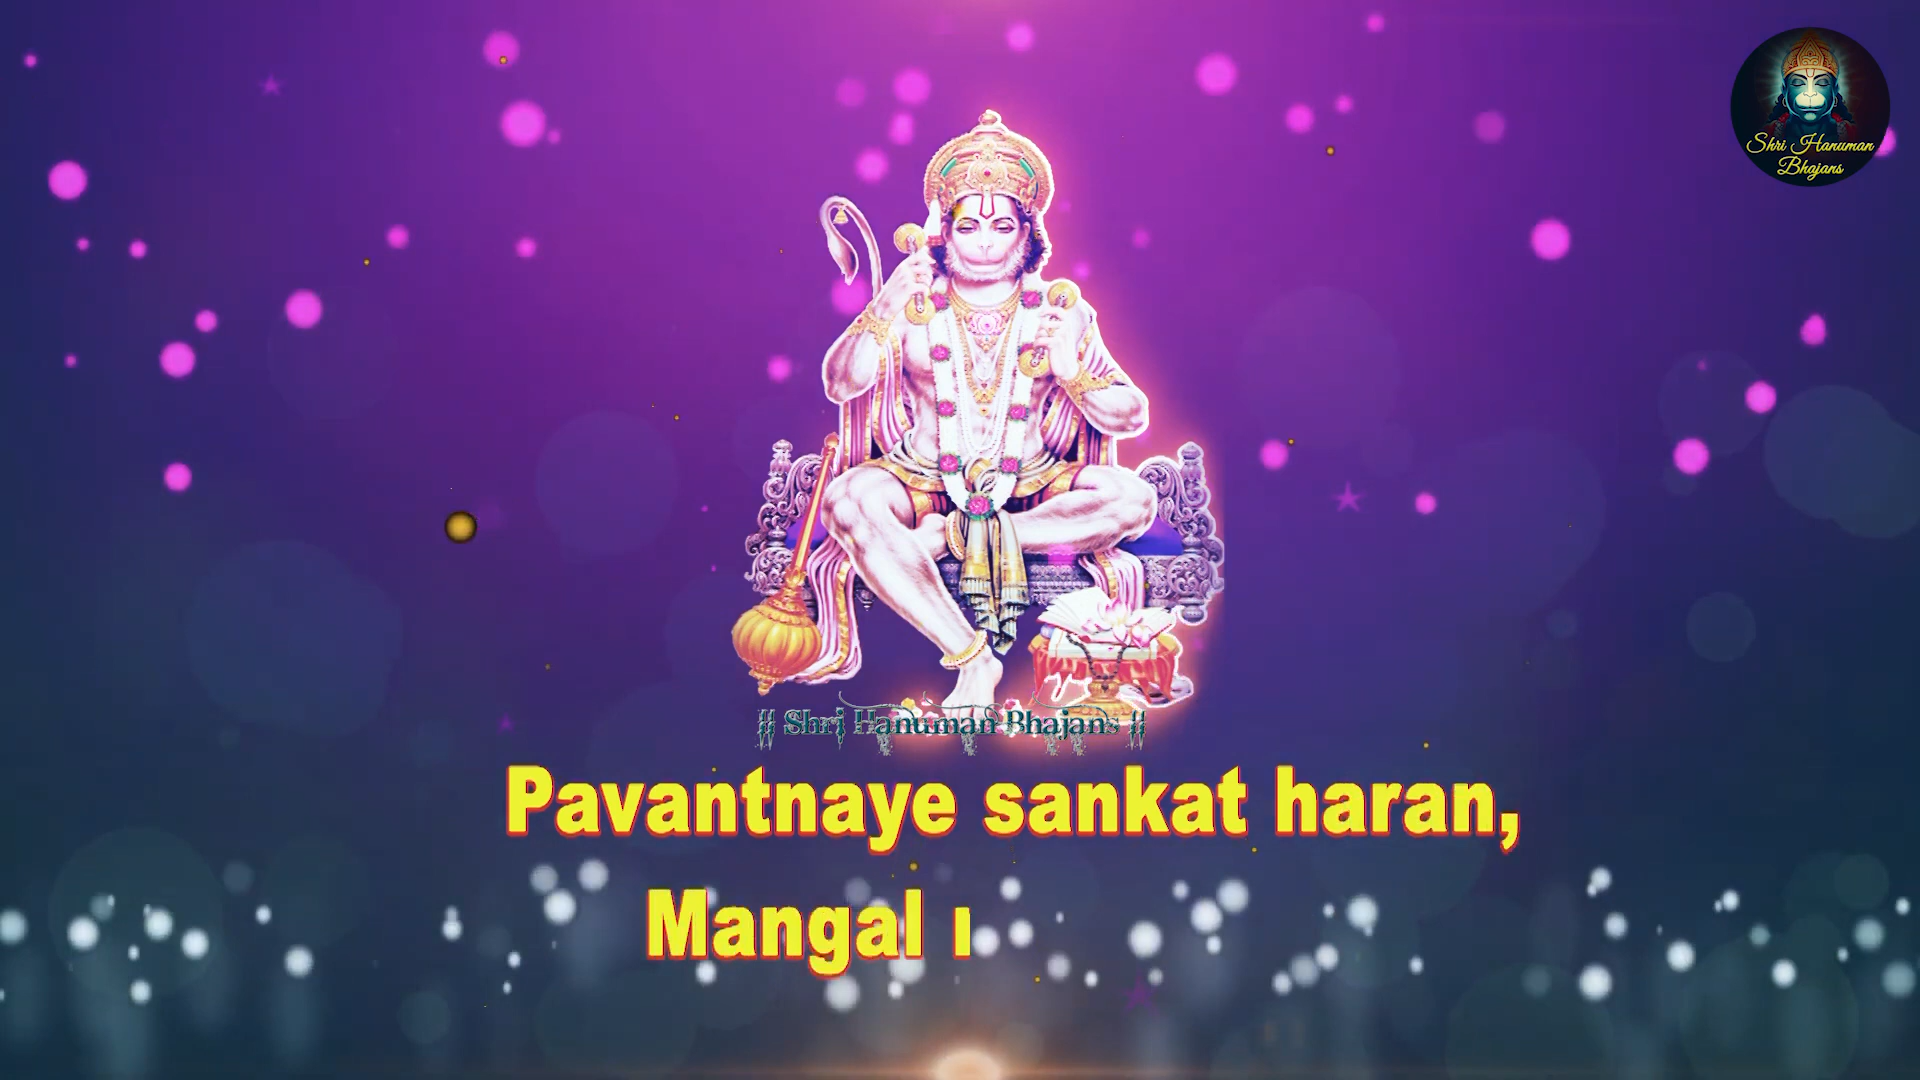 Shri Hanuman
Bhajans
|| Shri Hanuman Bhajans ||
Pavantnaye sankat haran,
Mangal